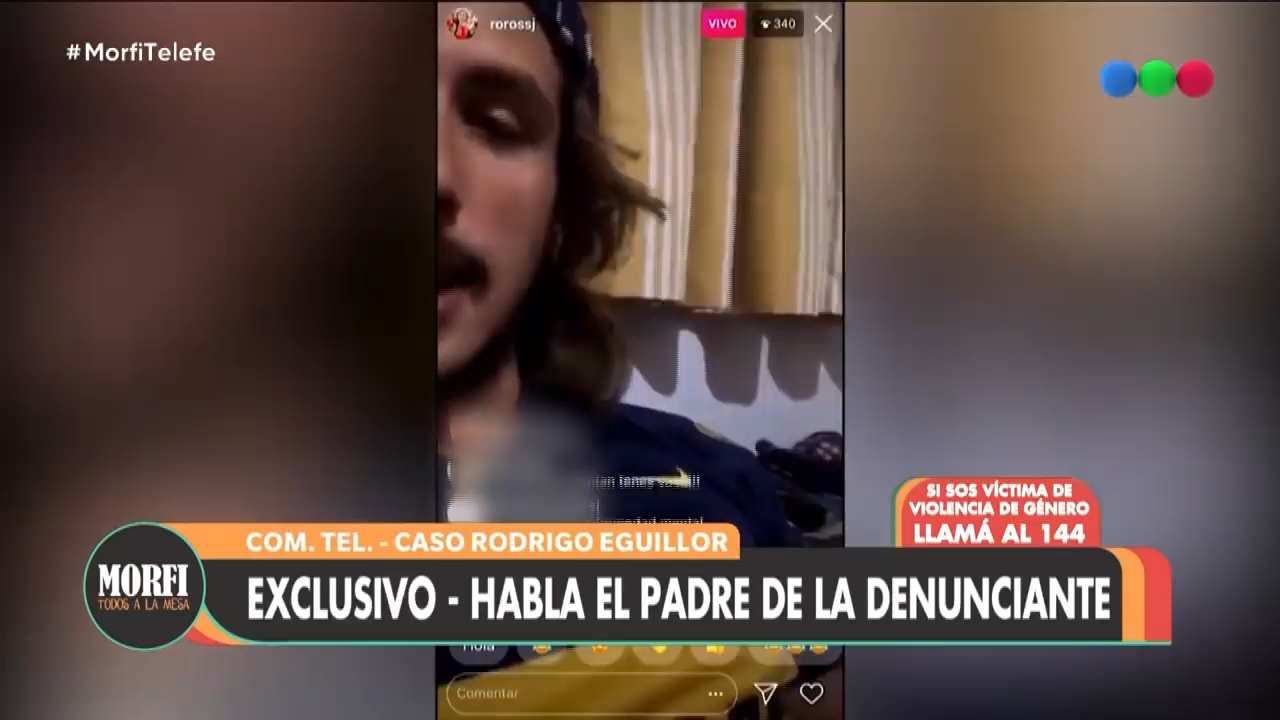 #MorfiTelefe
rorossj
VIVO
340
SI SOS VÍCTIMA DE
VIOLENCIA DE GÉNERO
LLAMÁ AL 144
COM. TEL. - CASO RODRIGO EGUILLOR
MORFI
TODOS A LA MESA
EXCLUSIVO - HABLA EL PADRE DE LA DENUNCIANTE
Hola
Comentar